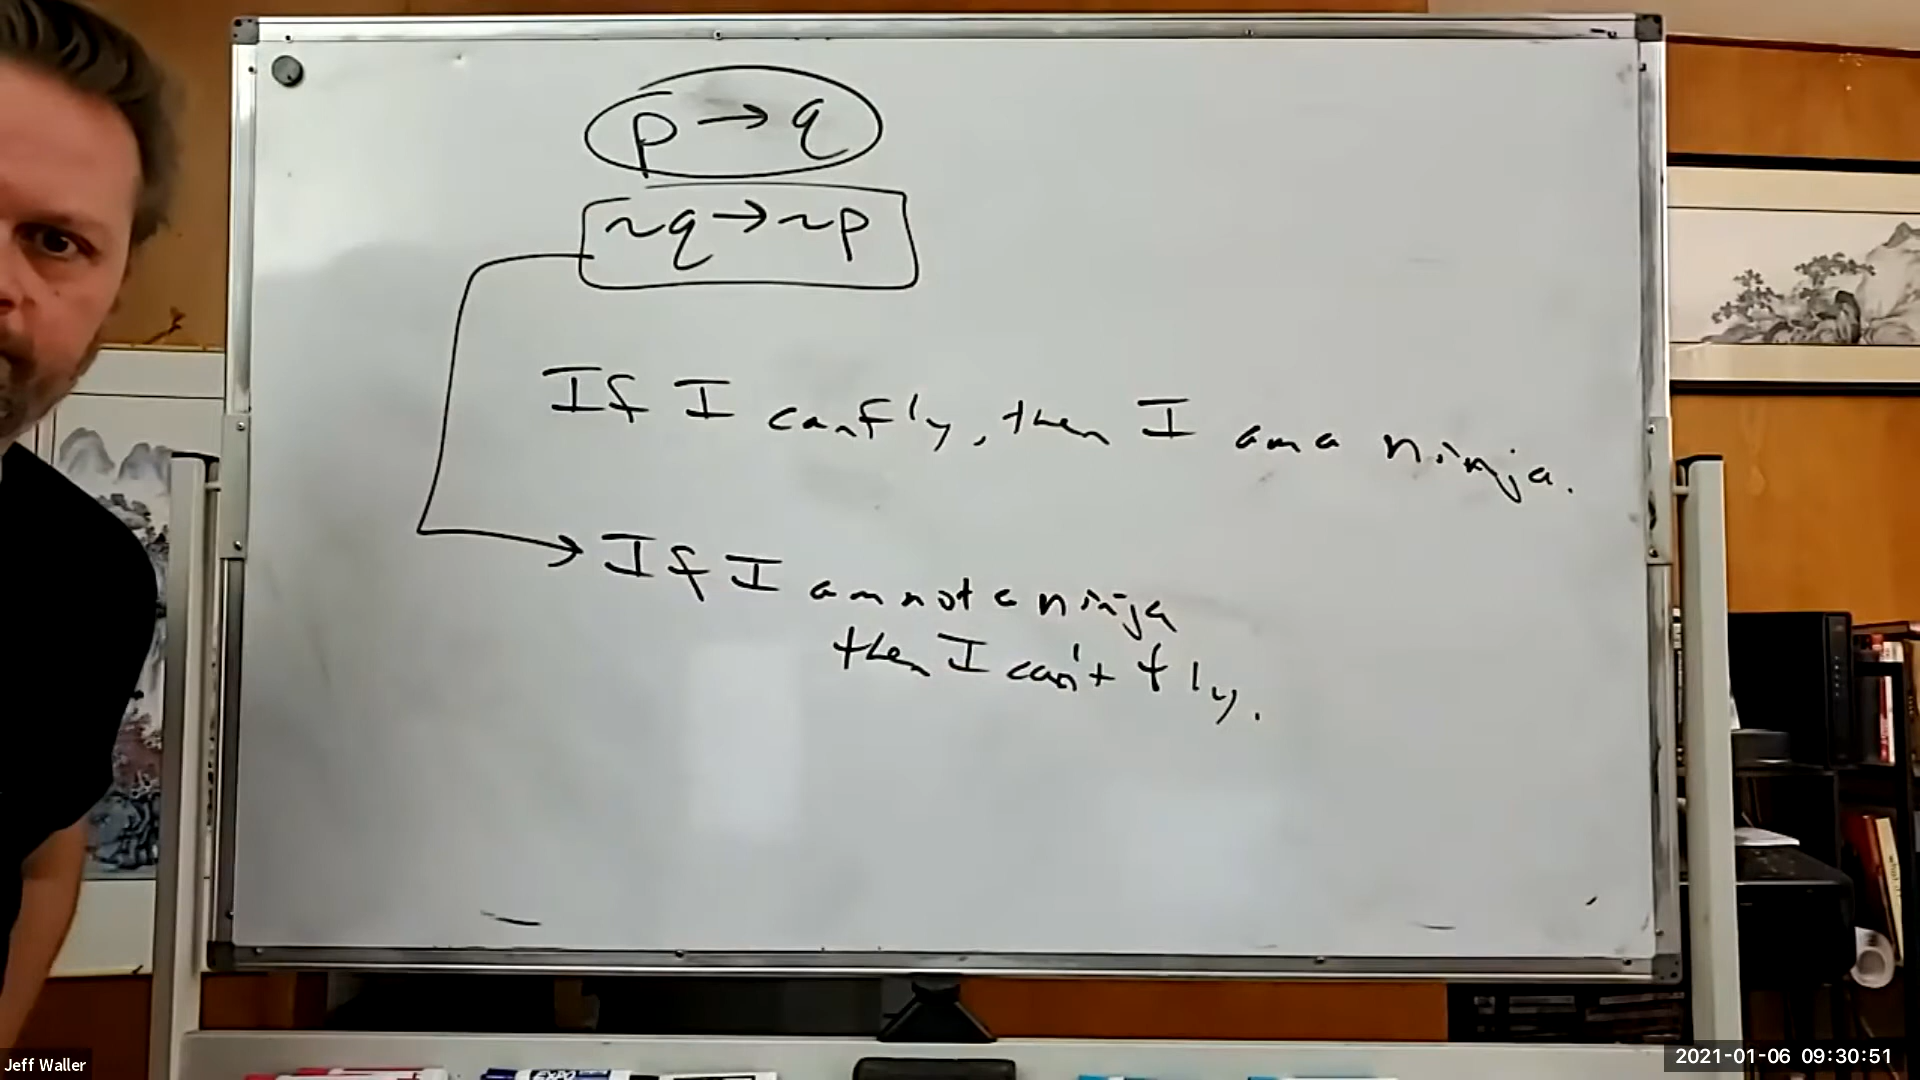 p → q
~q → ~p
If I can fly, then I am a ninja.
If I am not a ninja
then I can't fly.
EXPO
Jeff Waller
2021-01-06 09:30:51